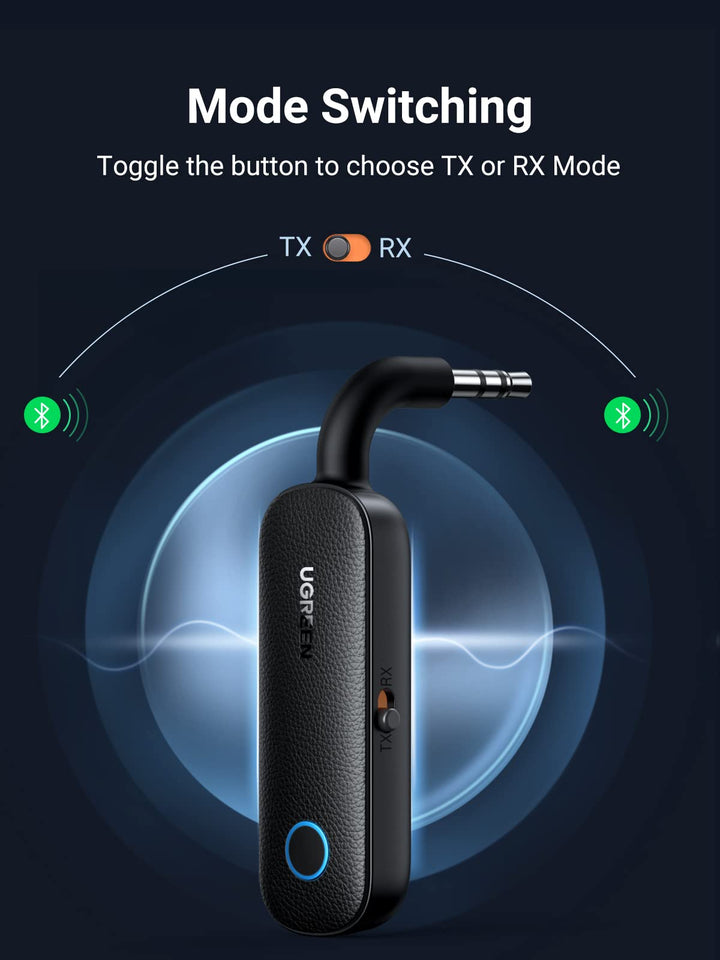 Mode Switching
Toggle the button to choose TX or RX Mode
TX RX
UGREEN
RX
TX